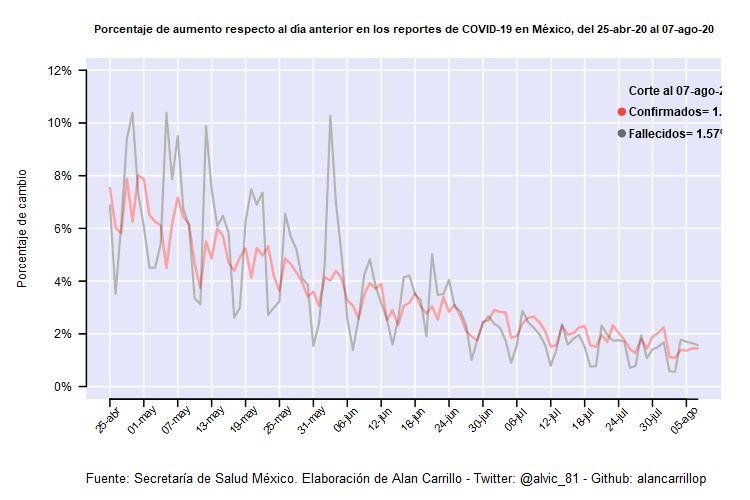 Porcentaje de aumento respecto al día anterior en los reportes de COVID-19 en México, del 25-abr-20 al 07-ago-20
12%
10%
8%
6%
4%
2%
0%
Porcentaje de cambio
Corte al 07-ago-2
Confirmados= 1.
Fallecidos= 1.57%
25-abr
01-may
07-may
13-may
19-may
25-may
31-may
06-jun
12-jun
18-jun
24-jun
30-jun
06-jul
12-jul
18-jul
24-jul
30-jul
05-ago
Fuente: Secretaría de Salud México. Elaboración de Alan Carrillo - Twitter: @alvic_81 - Github: alancarrillop